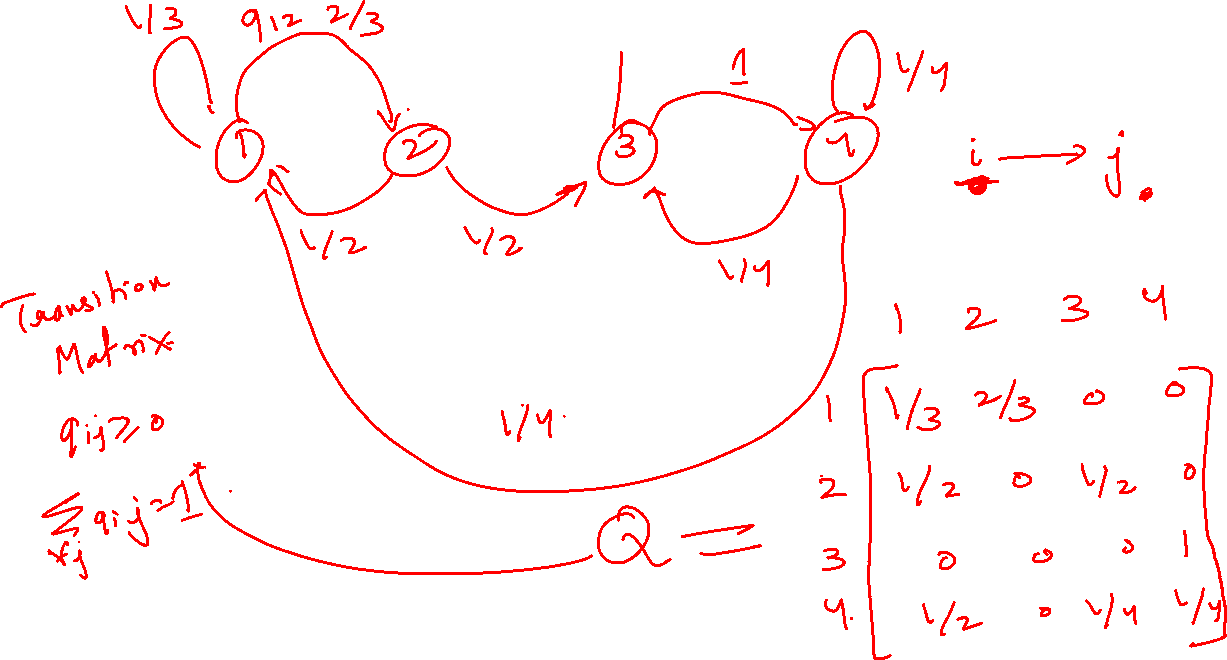 1/3 q12 2/3
1 1/4
1 2 3 4
i → j
1/2 1/2 1/4
Transition
Matrix
qij ≥ 0
∑∀j qij = 1
1/4
Q =
1 2 3 4
1 1/3 2/3 0 0
2 1/2 0 1/2 0
3 0 0 0 1
4 1/2 0 1/4 1/4